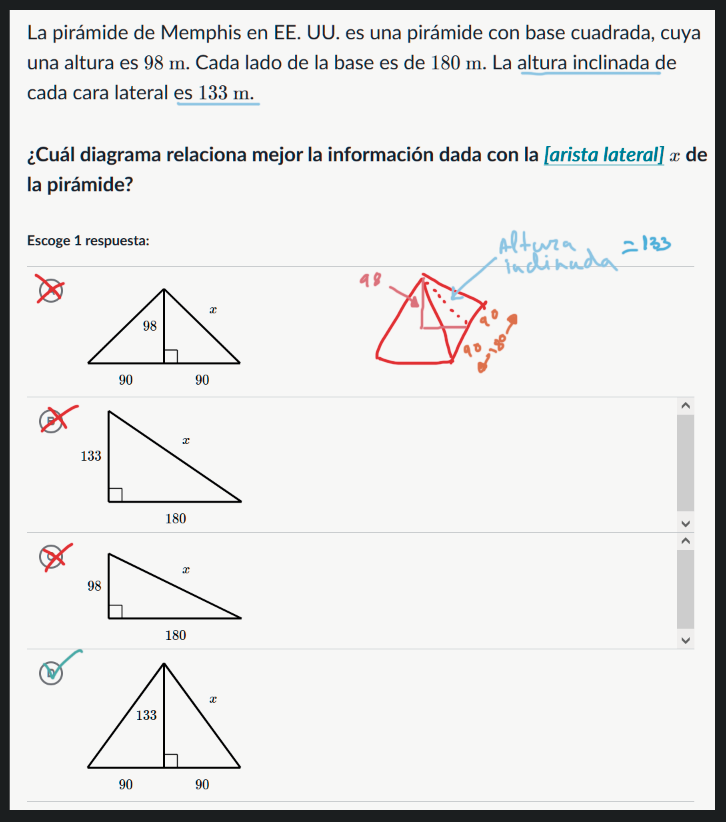 La pirámide de Memphis en EE. UU. es una pirámide con base cuadrada, cuya
una altura es 98 m. Cada lado de la base es de 180 m. La altura inclinada de
cada cara lateral es 133 m.
¿Cuál diagrama relaciona mejor la información dada con la [arista lateral] x de
la pirámide?
Escoge 1 respuesta:
Altura = 133
inclinada
98
90
90
180
A
98
x
90 90
B
133
x
180
C
98
x
180
D
133
x
90 90